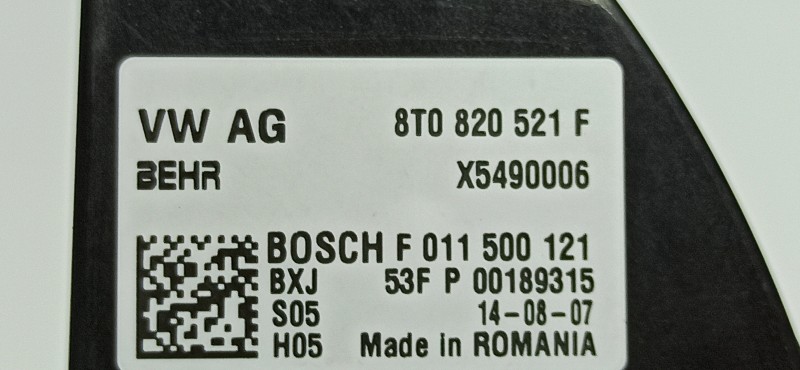 VW AG 8T0 820 521 F
BEHR X5490006
BOSCH F 011 500 121
BXJ 53F P 00189315
S05 14-08-07
H05 Made in ROMANIA